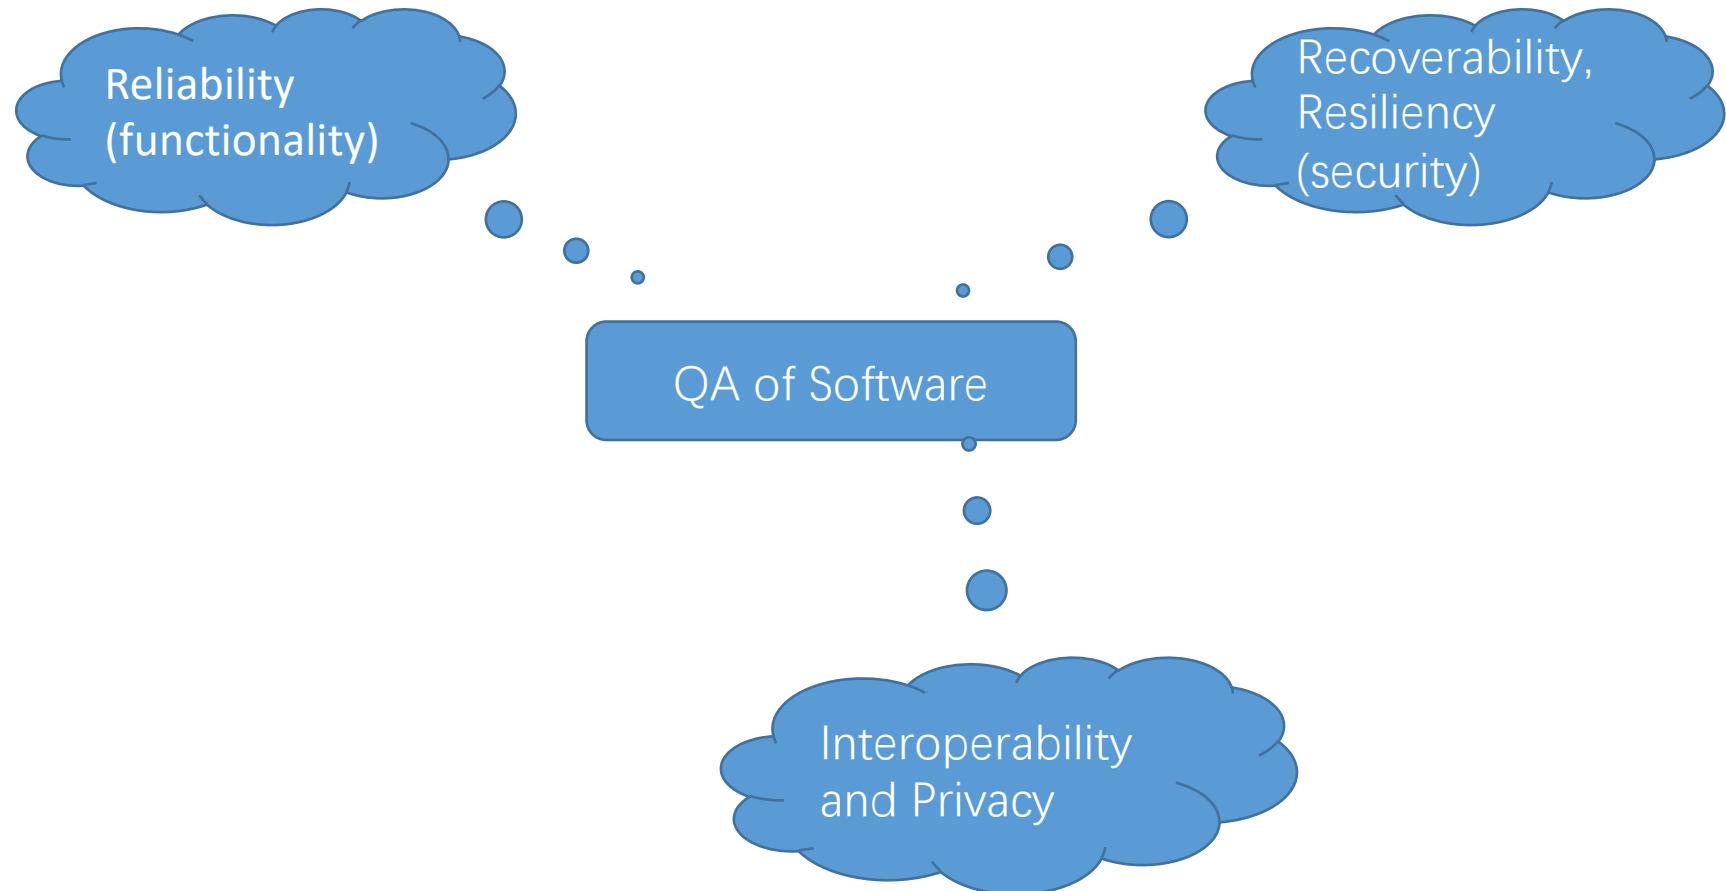 Reliability
(functionality)
Recoverability,
Resiliency
(security)
QA of Software
Interoperability
and Privacy